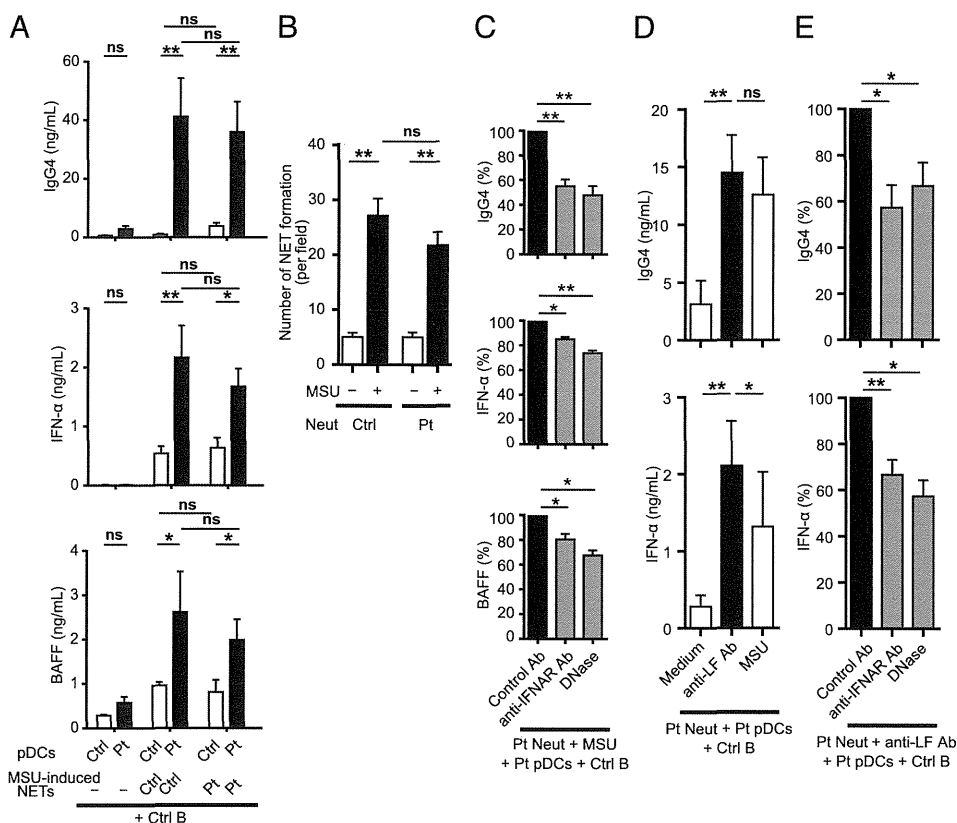 A
B
C
D
E
ns
ns
ns
**
**
60
40
20
0
IgG4 (ng/mL)
ns
ns
ns
**
*
3
2
1
0
IFN-α (ng/mL)
ns
ns
ns
*
*
4
3
2
1
0
BAFF (ng/mL)
pDCs
Ctrl Pt Ctrl Pt Ctrl Pt
MSU-induced
NETs
– – Ctrl Ctrl Pt Pt
+ Ctrl B
ns
**
**
40
30
20
10
0
Number of NET formation
(per field)
MSU – + – +
Neut Ctrl Pt
**
**
100
80
60
40
20
0
IgG4 (%)
**
*
100
80
60
40
20
0
IFN-α (%)
*
*
100
80
60
40
20
0
BAFF (%)
Control Ab
anti-IFNAR Ab
DNase
Pt Neut + MSU
+ Pt pDCs + Ctrl B
** ns
20
15
10
5
0
IgG4 (ng/mL)
** *
3
2
1
0
IFN-α (ng/mL)
Medium
anti-LF Ab
MSU
Pt Neut + Pt pDCs
+ Ctrl B
*
*
100
80
60
40
20
0
IgG4 (%)
*
**
100
80
60
40
20
0
IFN-α (%)
Control Ab
anti-IFNAR Ab
DNase
Pt Neut + anti-LF Ab
+ Pt pDCs + Ctrl B